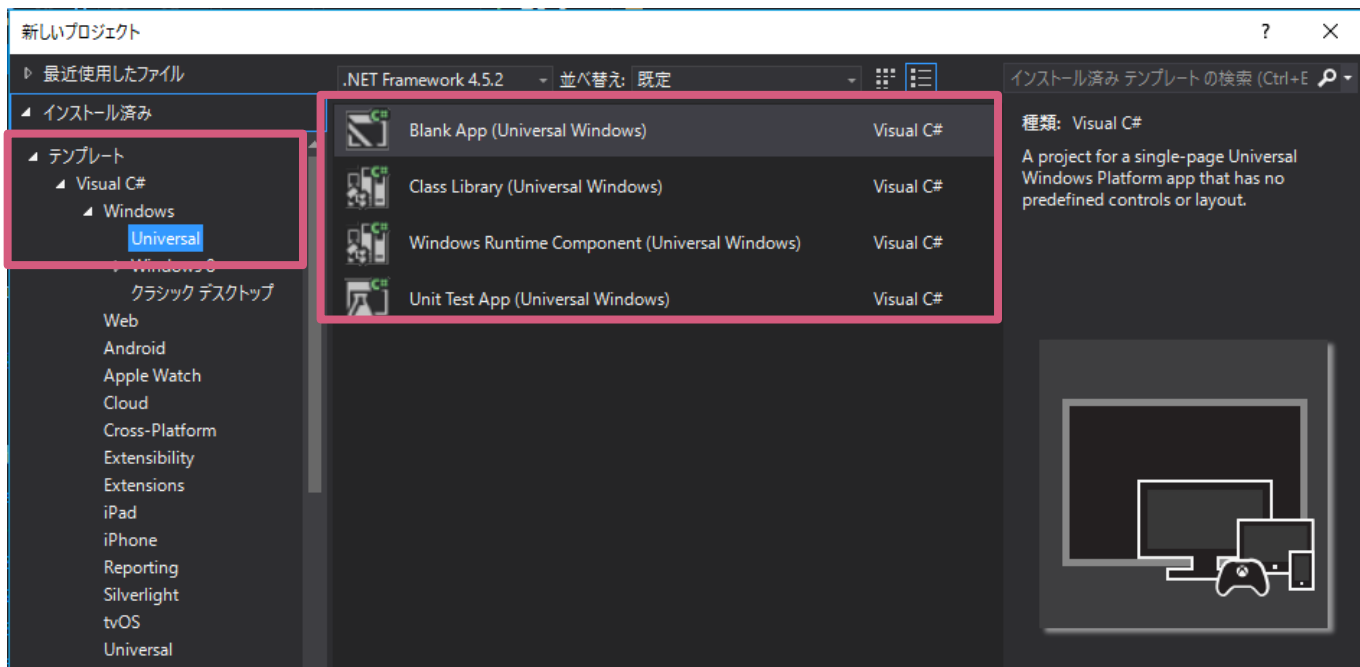 新しいプロジェクト
? ×
最近使用したファイル
.NET Framework 4.5.2 並べ替え: 既定
インストール済み テンプレート の検索 (Ctrl+E
インストール済み
テンプレート
Visual C#
Windows
Universal
Windows 8
クラシック デスクトップ
Web
Android
Apple Watch
Cloud
Cross-Platform
Extensibility
Extensions
iPad
iPhone
Reporting
Silverlight
tvOS
Universal
C# Blank App (Universal Windows) Visual C#
C# Class Library (Universal Windows) Visual C#
C# Windows Runtime Component (Universal Windows) Visual C#
C# Unit Test App (Universal Windows) Visual C#
種類: Visual C#
A project for a single-page Universal
Windows Platform app that has no
predefined controls or layout.